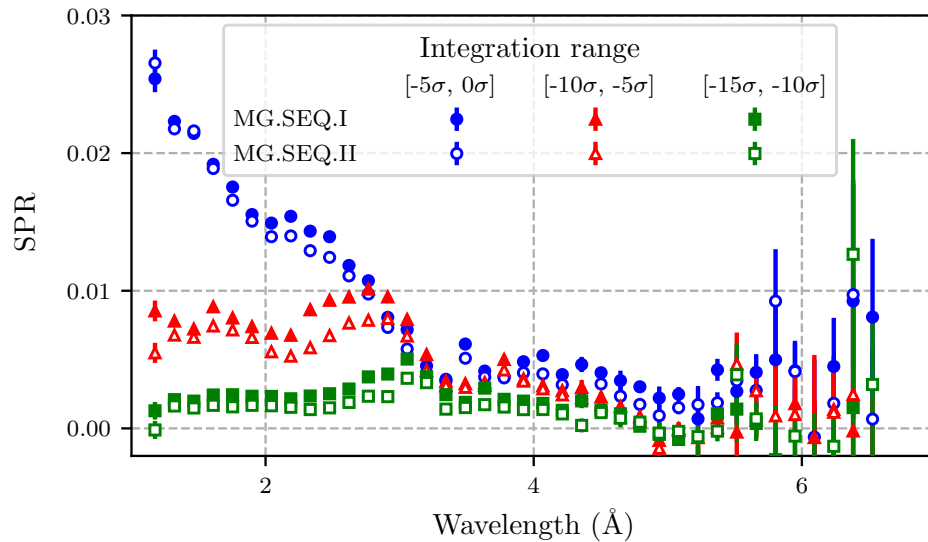 0.03
0.02
0.01
0.00
SPR
Integration range
[-5σ, 0σ] [-10σ, -5σ] [-15σ, -10σ]
MG.SEQ.I
MG.SEQ.II
2 4 6
Wavelength (Å)